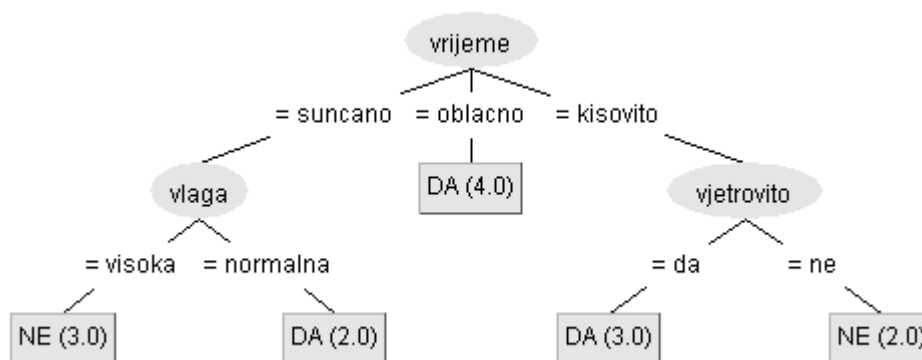 vrijeme
= suncano = oblacno = kisovito
vlaga DA (4.0) vjetrovito
= visoka = normalna = da = ne
NE (3.0) DA (2.0) DA (3.0) NE (2.0)